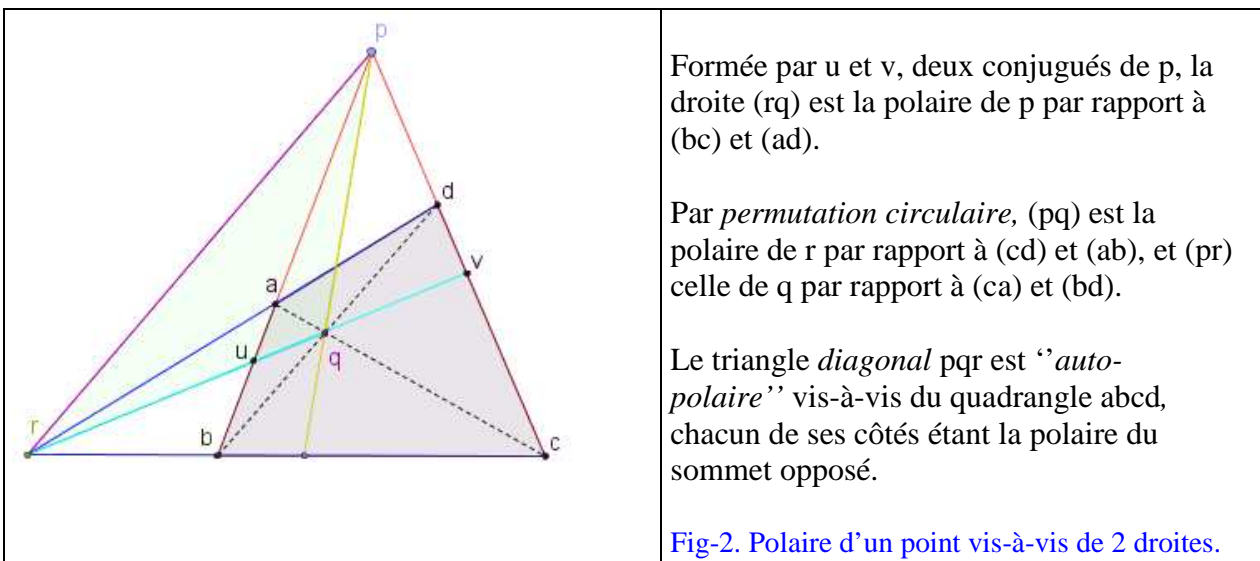 p
d
v
a
u
q
r
b
c
Formée par u et v, deux conjugués de p, la
droite (rq) est la polaire de p par rapport à
(bc) et (ad).
Par permutation circulaire, (pq) est la
polaire de r par rapport à (cd) et (ab), et (pr)
celle de q par rapport à (ca) et (bd).
Le triangle diagonal pqr est ‘’auto-
polaire’’ vis-à-vis du quadrangle abcd,
chacun de ses côtés étant la polaire du
sommet opposé.
Fig-2. Polaire d’un point vis-à-vis de 2 droites.